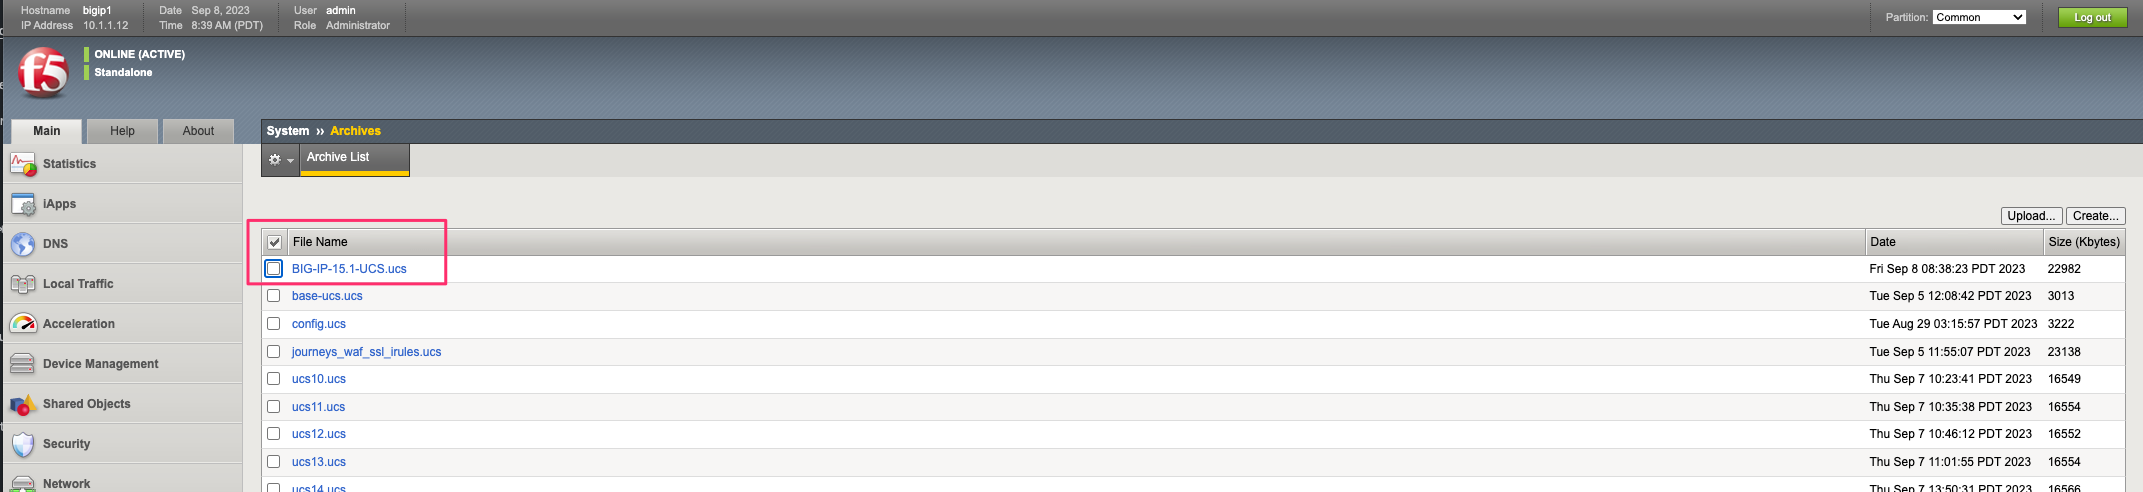 Hostname bigip1 Date Sep 8, 2023 User admin
IP Address 10.1.1.12 Time 8:39 AM (PDT) Role Administrator
Partition: Common Log out
f5
ONLINE (ACTIVE)
Standalone
Main Help About
System » Archives
Archive List
Statistics
iApps
DNS
Local Traffic
Acceleration
Device Management
Shared Objects
Security
Network
Upload... Create...
File Name Date Size (Kbytes)
BIG-IP-15.1-UCS.ucs Fri Sep 8 08:38:23 PDT 2023 22982
base-ucs.ucs Tue Sep 5 12:08:42 PDT 2023 3013
config.ucs Tue Aug 29 03:15:57 PDT 2023 3222
journeys_waf_ssl_irules.ucs Tue Sep 5 11:55:07 PDT 2023 23138
ucs10.ucs Thu Sep 7 10:23:41 PDT 2023 16549
ucs11.ucs Thu Sep 7 10:35:38 PDT 2023 16554
ucs12.ucs Thu Sep 7 10:46:12 PDT 2023 16552
ucs13.ucs Thu Sep 7 11:01:55 PDT 2023 16554
ucs14.ucs Thu Sep 7 13:50:31 PDT 2023 16566